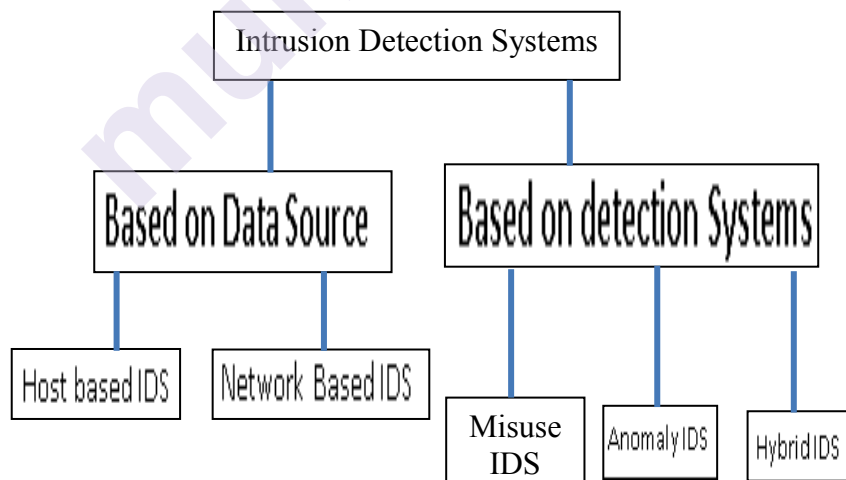 Intrusion Detection Systems
Based on Data Source
Based on detection Systems
Host based IDS
Network Based IDS
Misuse
IDS
Anomaly IDS
Hybrid IDS
mu